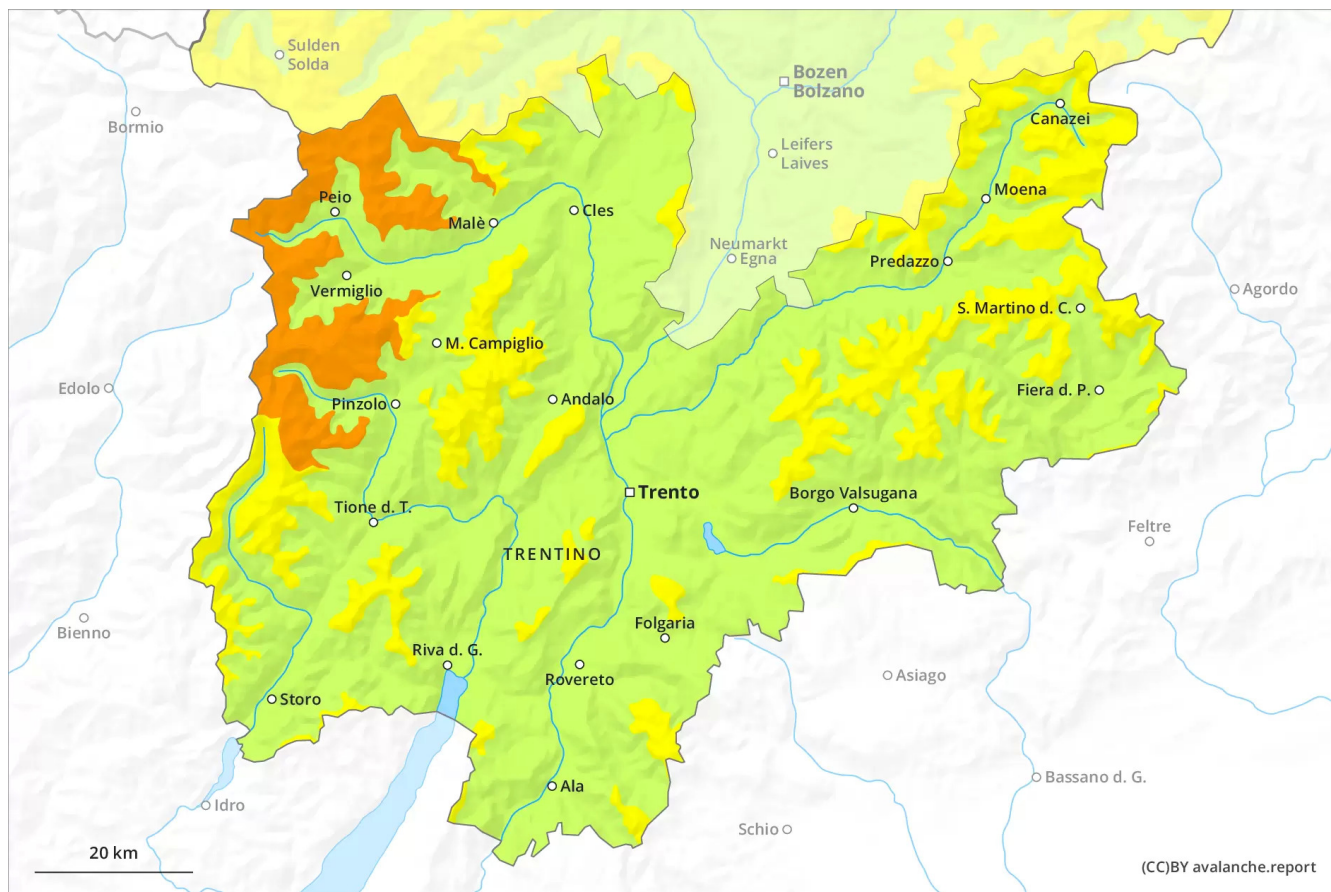 Sulden
Solda
Bozen
Bolzano
Canazei
Bormio
Leifers
Laives
Moena
Peio
Malè
Cles
Neumarkt
Egna
Predazzo
Vermiglio
Agordo
S. Martino d. C.
M. Campiglio
Edolo
Fiera d. P.
Pinzolo
Andalo
Trento
Borgo Valsugana
Tione d. T.
Feltre
TRENTINO
Bienno
Folgaria
Riva d. G.
Asiago
Rovereto
Storo
Bassano d. G.
Ala
Idro
Schio
20 km
(CC)BY avalanche.report